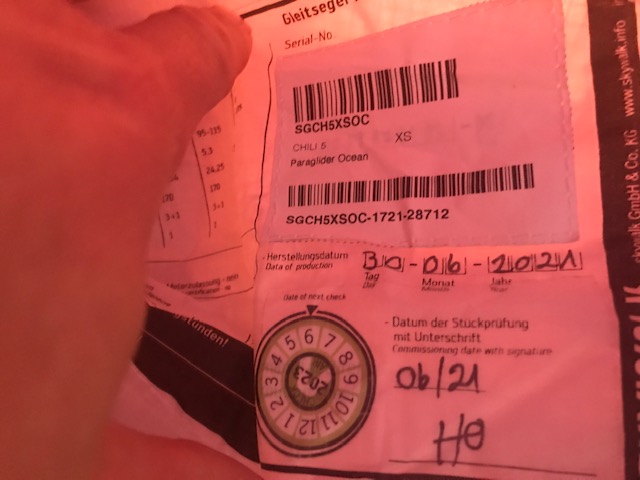 Gleitsegel
Serial-No
SGCH5XSOC
CHILI 5
XS
Paraglider Ocean
SGCH5XSOC-1721-28712
95-115
5:3
24,25
170
3+1
1
170
3+1
1
- Herstellungsdatum
Data of production
30-06-2021
Tag
Day
Monat
Jahr
Date of next check
1 2 3 4 5 6 7 8 9 10 11 12
2023
- Datum der Stückprüfung
mit Unterschrift
Commissioning date with signature
06/21
HO
GmbH & Co. KG www.skywalk.info